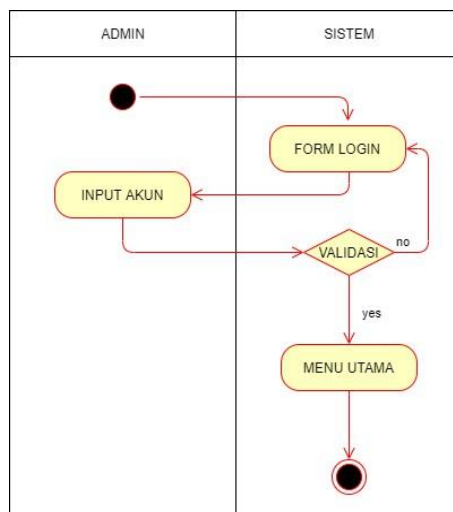 ADMIN
SISTEM
FORM LOGIN
INPUT AKUN
VALIDASI
no
yes
MENU UTAMA